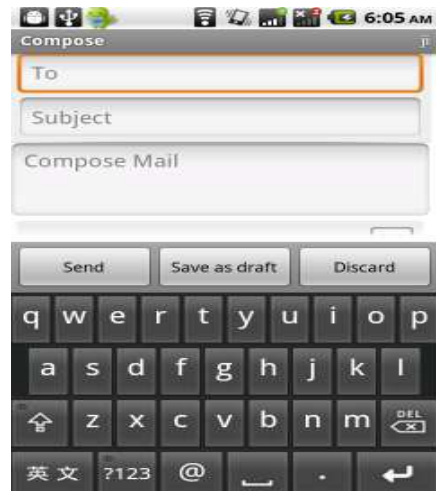 6:05 AM
Compose
To
Subject
Compose Mail
Send Save as draft Discard
q w e r t y u i o p
a s d f g h j k l
z x c v b n m DEL
英文 ?123 @ .